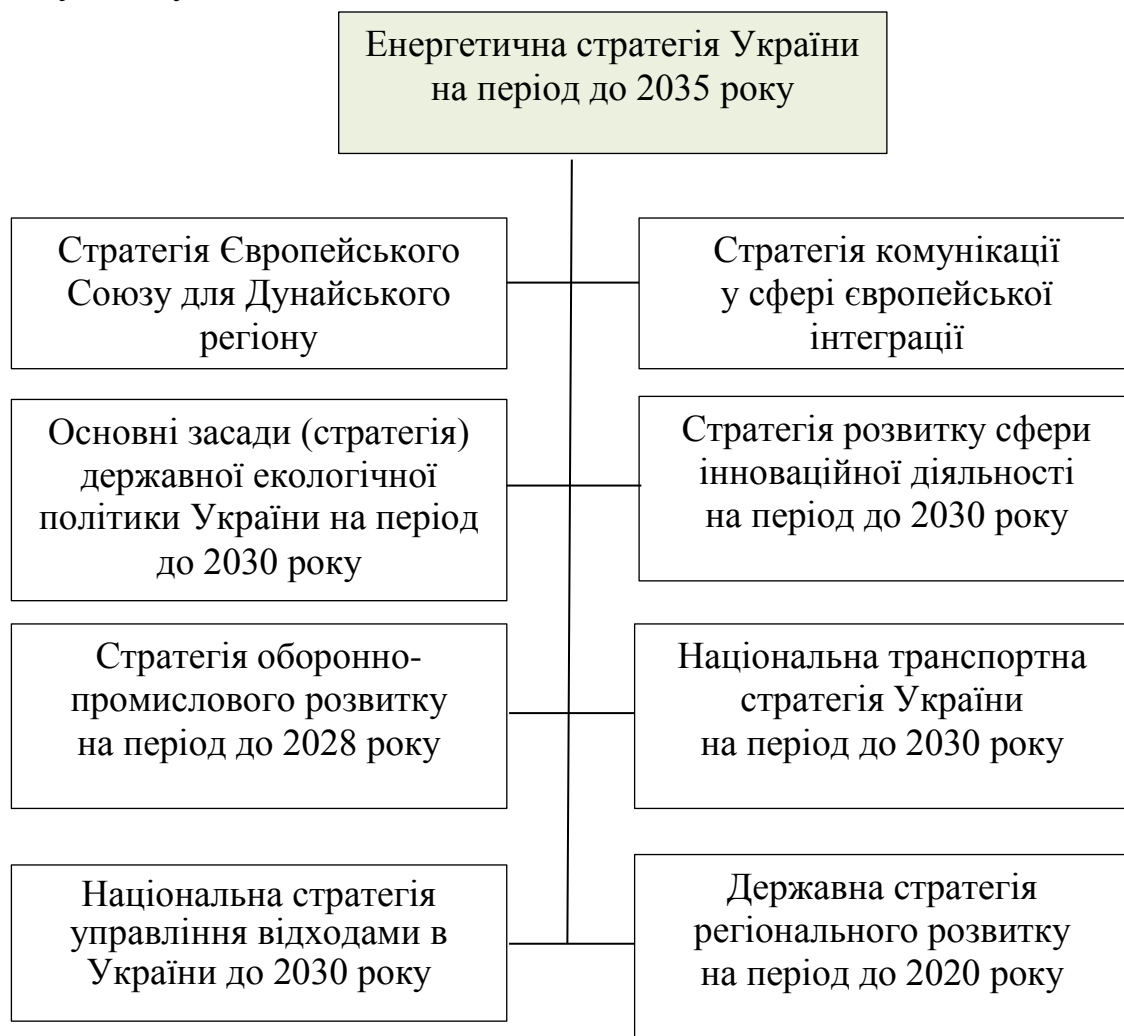 Енергетична стратегія України
на період до 2035 року
Стратегія Європейського
Союзу для Дунайського
регіону
Стратегія комунікації
у сфері європейської
інтеграції
Основні засади (стратегія)
державної екологічної
політики України на період
до 2030 року
Стратегія розвитку сфери
інноваційної діяльності
на період до 2030 року
Стратегія оборонно-
промислового розвитку
на період до 2028 року
Національна транспортна
стратегія України
на період до 2030 року
Національна стратегія
управління відходами в
України до 2030 року
Державна стратегія
регіонального розвитку
на період до 2020 року